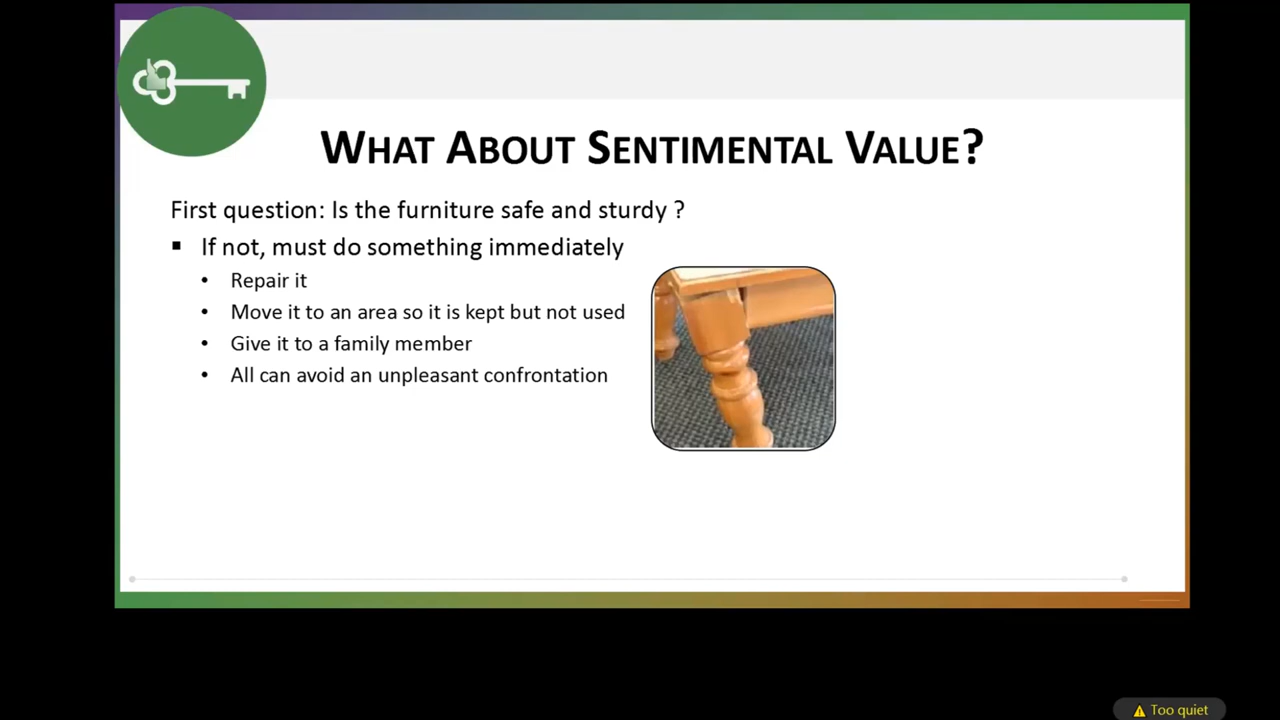 WHAT ABOUT SENTIMENTAL VALUE?
First question: Is the furniture safe and sturdy ?
▪ If not, must do something immediately
• Repair it
• Move it to an area so it is kept but not used
• Give it to a family member
• All can avoid an unpleasant confrontation
Too quiet